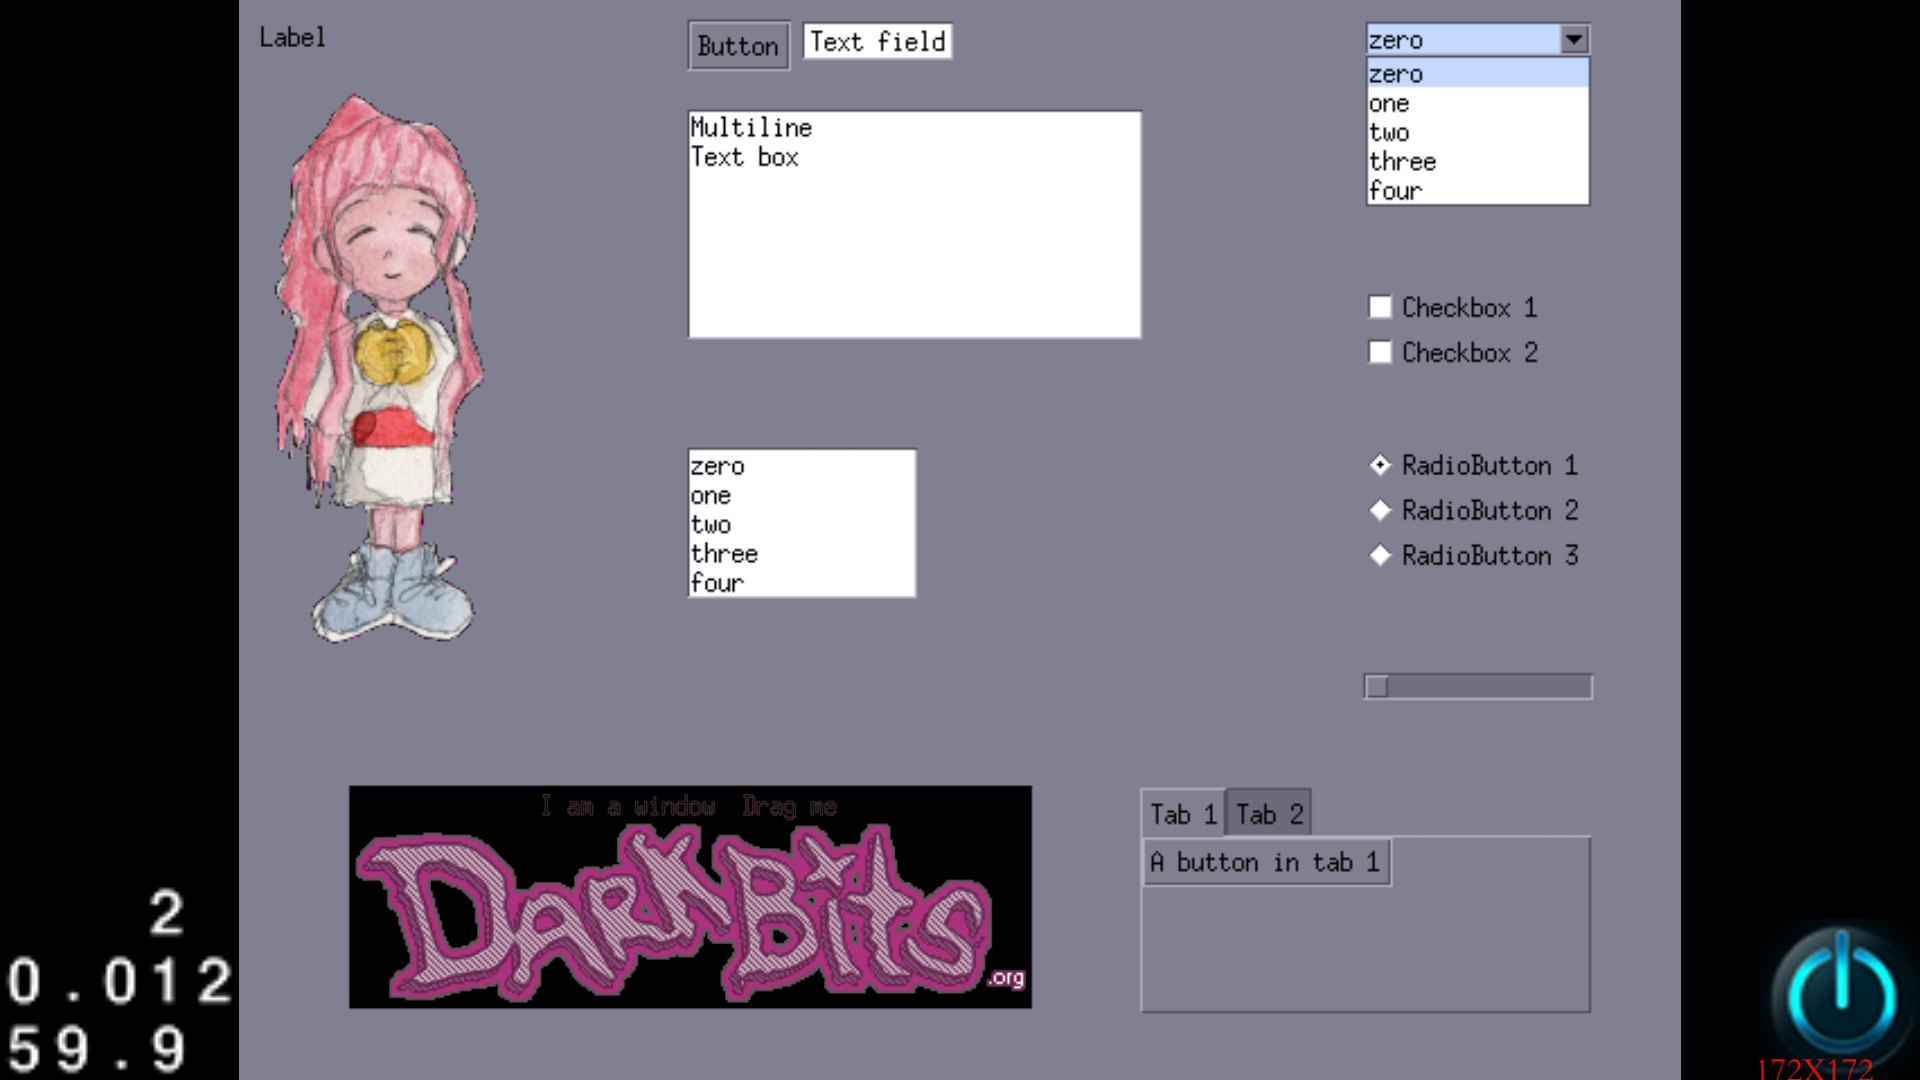 Label
Button
Text field
zero
zero
one
two
three
four
Multiline
Text box
Checkbox 1
Checkbox 2
zero
one
two
three
four
RadioButton 1
RadioButton 2
RadioButton 3
I am a window Drag me
DarkBits
.org
Tab 1
Tab 2
A button in tab 1
2
0.012
59.9
172X172